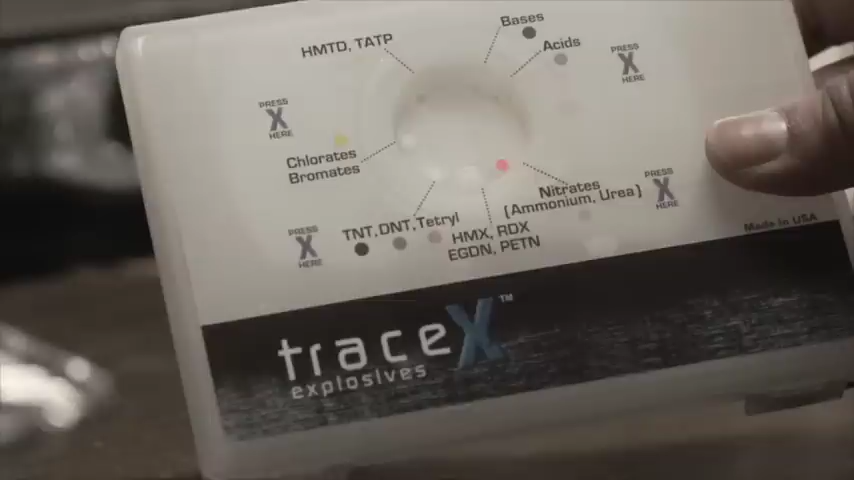 Bases
HMTD, TATP
Acids
PRESS
X
HERE
PRESS
X
HERE
Chlorates
Bromates
Nitrates
(Ammonium, Urea)
PRESS
X
HERE
TNT, DNT, Tetryl
HMX, RDX
EGDN, PETN
PRESS
X
HERE
Made in USA
traceX™
explosives